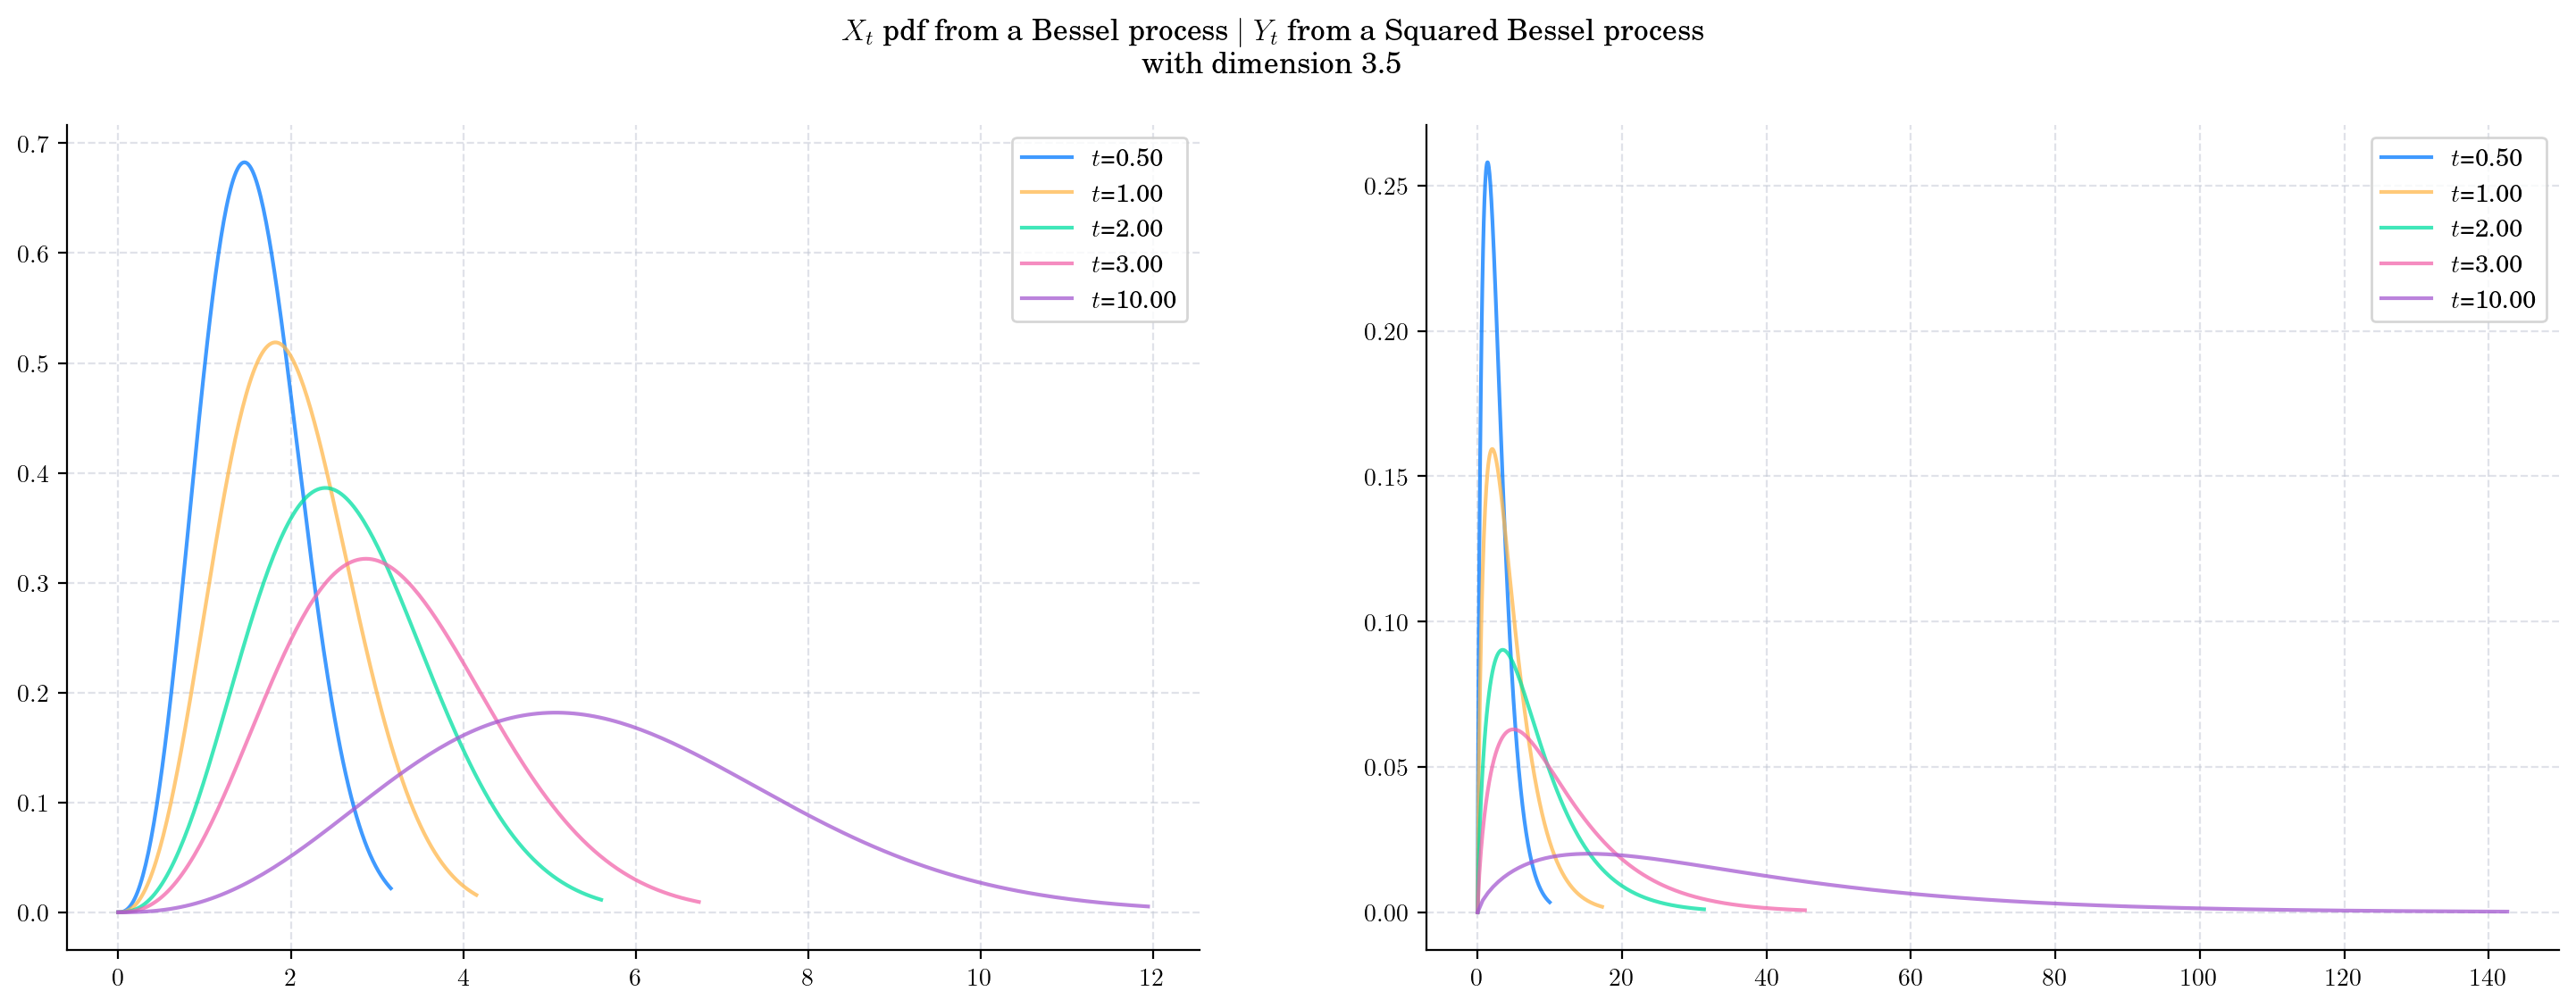 X_t pdf from a Bessel process | Y_t from a Squared Bessel process
with dimension 3.5
0.7
0.6
0.5
0.4
0.3
0.2
0.1
0.0
0 2 4 6 8 10 12
t=0.50
t=1.00
t=2.00
t=3.00
t=10.00
0.25
0.20
0.15
0.10
0.05
0.00
0 20 40 60 80 100 120 140
t=0.50
t=1.00
t=2.00
t=3.00
t=10.00